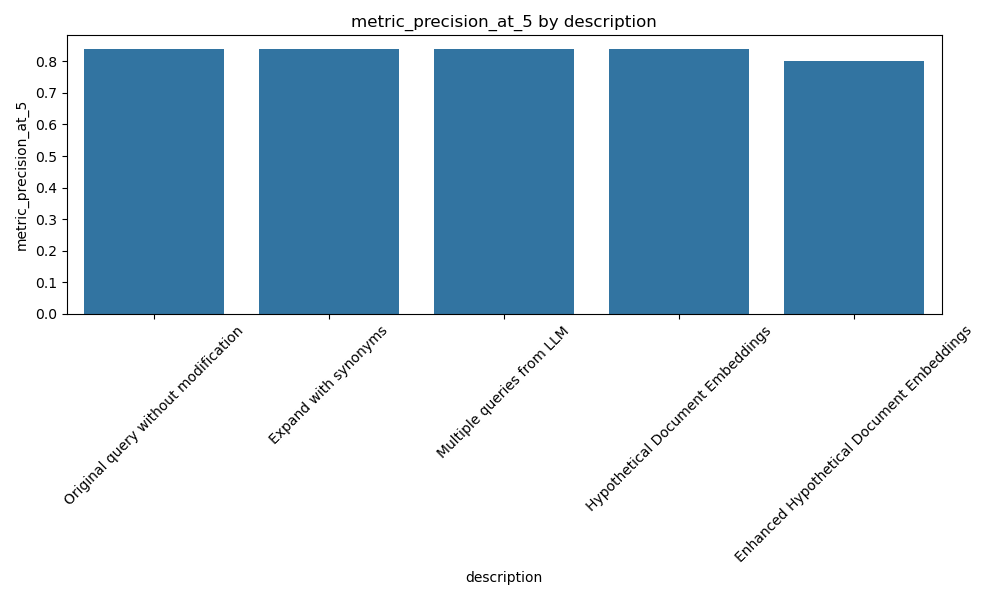 metric_precision_at_5 by description
metric_precision_at_5
0.8
0.7
0.6
0.5
0.4
0.3
0.2
0.1
0.0
Original query without modification
Expand with synonyms
Multiple queries from LLM
Hypothetical Document Embeddings
Enhanced Hypothetical Document Embeddings
description